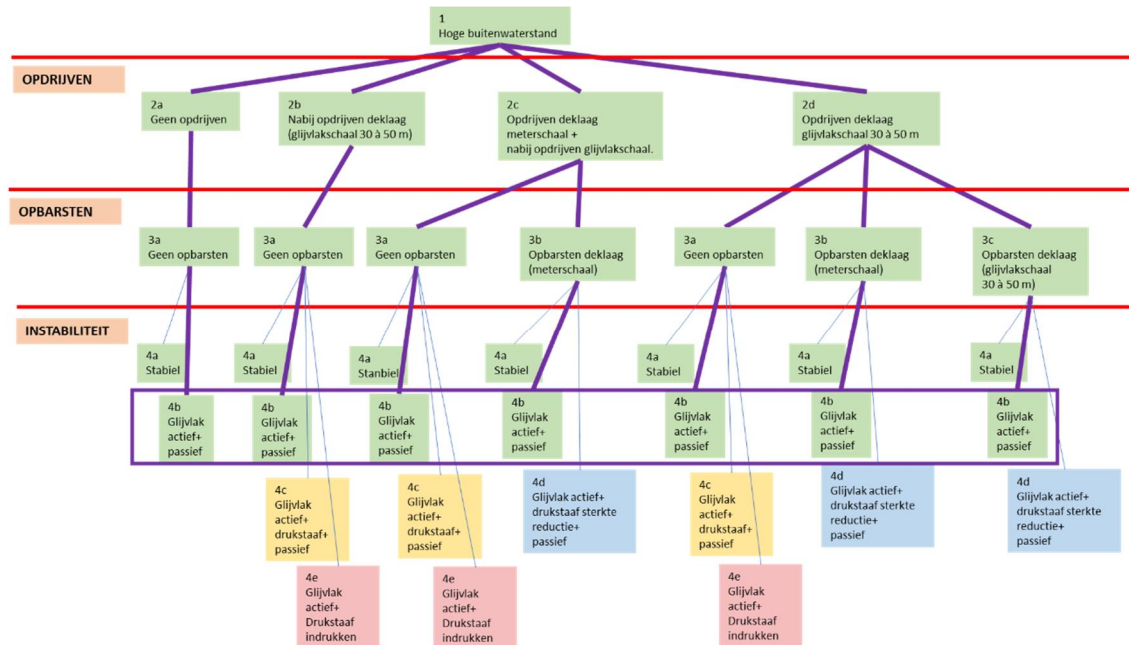 1
Hoge buitenwaterstand
OPDRIJVEN
2a
Geen opdrijven
2b
Nabij opdrijven deklaag
(glijvlakschaal 30 à 50 m)
2c
Opdrijven deklaag
meterschaal +
nabij opdrijven glijvlakschaal.
2d
Opdrijven deklaag
glijvlakschaal 30 à 50 m
OPBARSTEN
3a
Geen opbarsten
3a
Geen opbarsten
3a
Geen opbarsten
3b
Opbarsten deklaag
(meterschaal)
3a
Geen opbarsten
3b
Opbarsten deklaag
(meterschaal)
3c
Opbarsten deklaag
(glijvlakschaal
30 à 50 m)
INSTABILITEIT
4a
Stabiel
4a
Stabiel
4a
Stanbiel
4a
Stabiel
4a
Stabiel
4a
Stabiel
4a
Stabiel
4b
Glijvlak
actief+
passief
4b
Glijvlak
actief+
passief
4b
Glijvlak
actief+
passief
4b
Glijvlak
actief+
passief
4b
Glijvlak
actief+
passief
4b
Glijvlak
actief+
passief
4b
Glijvlak
actief+
passief
4c
Glijvlak
actief+
drukstaaf+
passief
4c
Glijvlak
actief+
drukstaaf+
passief
4d
Glijvlak actief+
drukstaaf sterkte
reductie+
passief
4c
Glijvlak
actief+
drukstaaf+
passief
4d
Glijvlak actief+
drukstaaf sterkte
reductie+
passief
4d
Glijvlak actief+
drukstaaf sterkte
reductie+
passief
4e
Glijvlak
actief+
Drukstaaf
indrukken
4e
Glijvlak
actief+
Drukstaaf
indrukken
4e
Glijvlak
actief+
Drukstaaf
indrukken